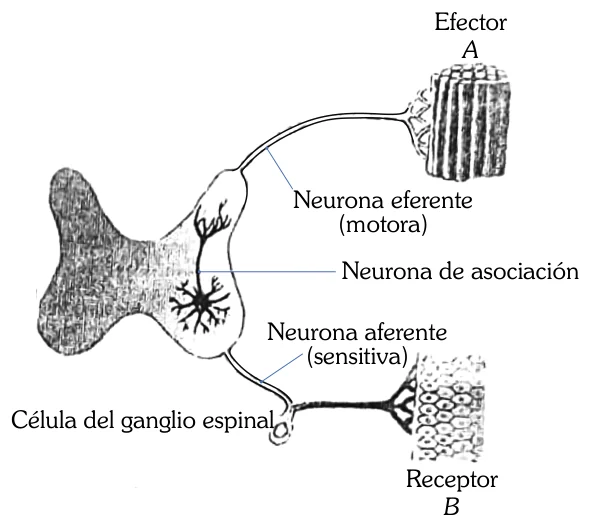 Efector
A
Neurona eferente
(motora)
Neurona de asociación
Neurona aferente
(sensitiva)
Célula del ganglio espinal
Receptor
B